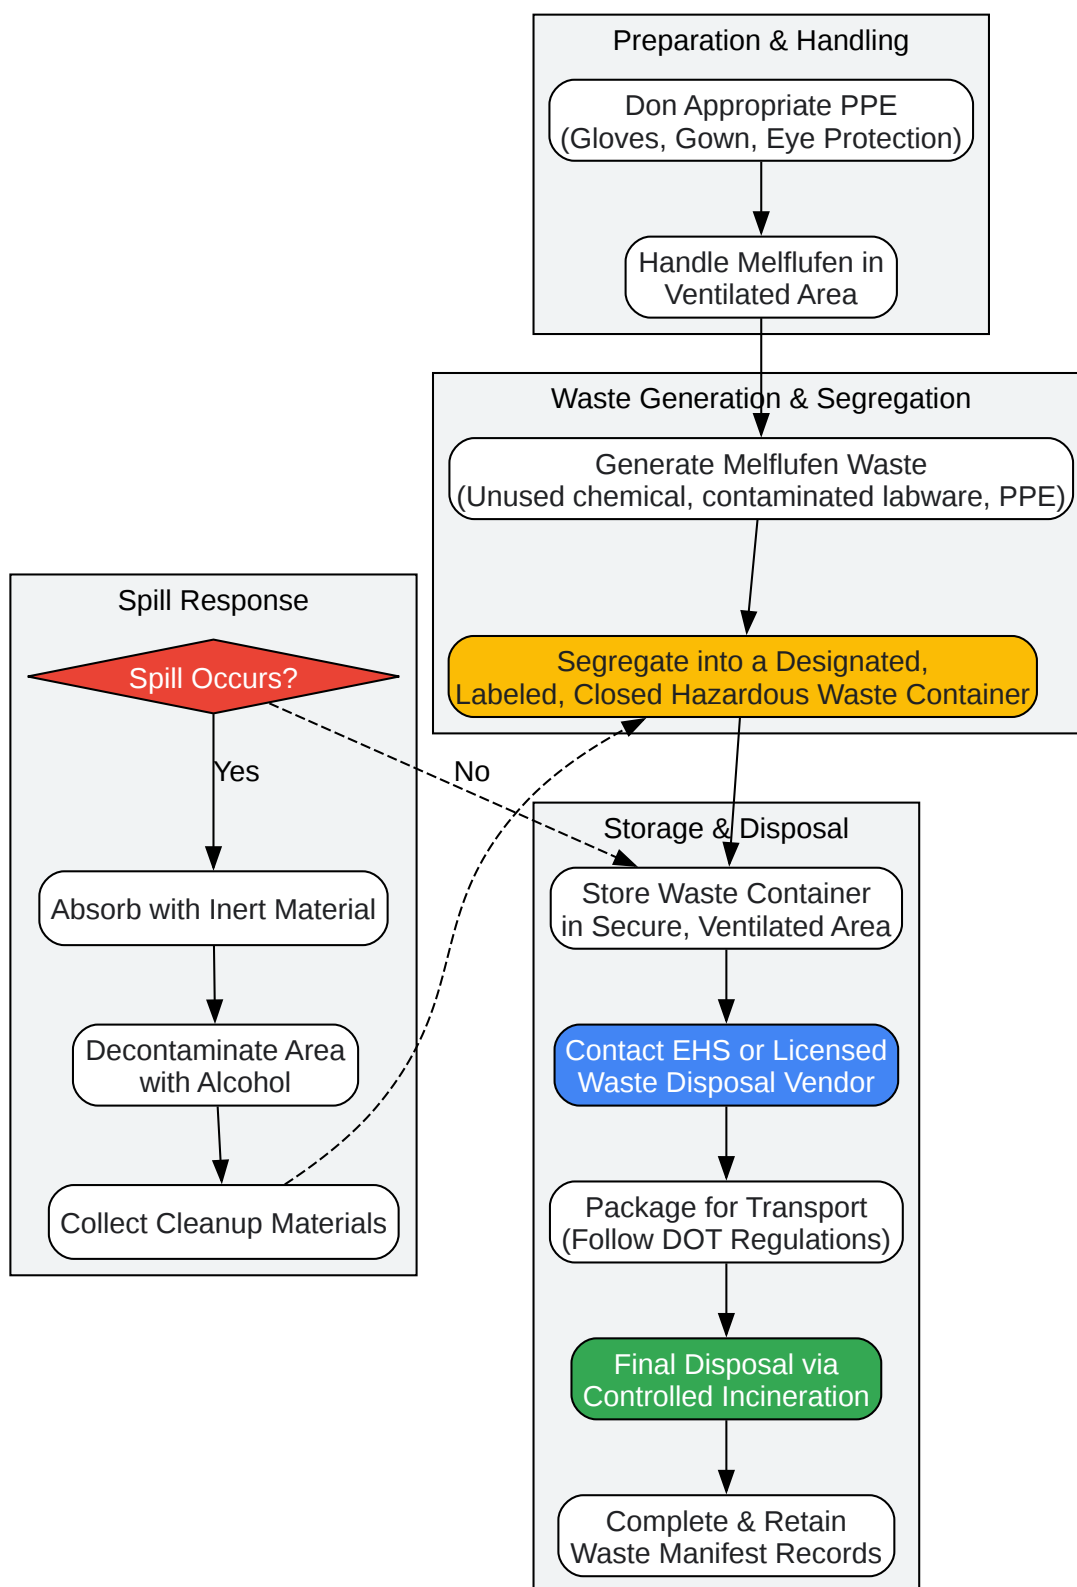 Preparation & Handling
Don Appropriate PPE
(Gloves, Gown, Eye Protection)
Handle Melflufen in
Ventilated Area
Waste Generation & Segregation
Generate Melflufen Waste
(Unused chemical, contaminated labware, PPE)
Segregate into a Designated,
Labeled, Closed Hazardous Waste Container
Spill Response
Spill Occurs?
Yes
No
Absorb with Inert Material
Decontaminate Area
with Alcohol
Collect Cleanup Materials
Storage & Disposal
Store Waste Container
in Secure, Ventilated Area
Contact EHS or Licensed
Waste Disposal Vendor
Package for Transport
(Follow DOT Regulations)
Final Disposal via
Controlled Incineration
Complete & Retain
Waste Manifest Records